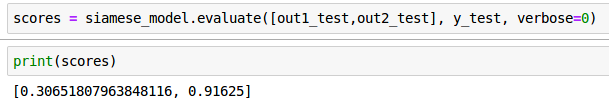 scores = siamese_model.evaluate([out1_test,out2_test], y_test, verbose=0)
print(scores)
[0.30651807963848116, 0.91625]